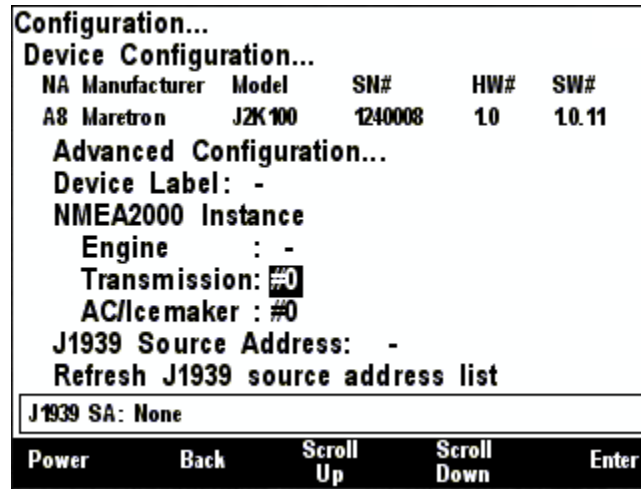 Configuration...
Device Configuration...
NA Manufacturer Model SN# HW# SW#
A8 Maretron J2K100 1240008 1.0 1.0.11
Advanced Configuration...
Device Label: -
NMEA2000 Instance
Engine : -
Transmission: #0
AC/Icemaker : #0
J1939 Source Address: -
Refresh J1939 source address list
J1939 SA: None
Power Back Scroll Up Scroll Down Enter